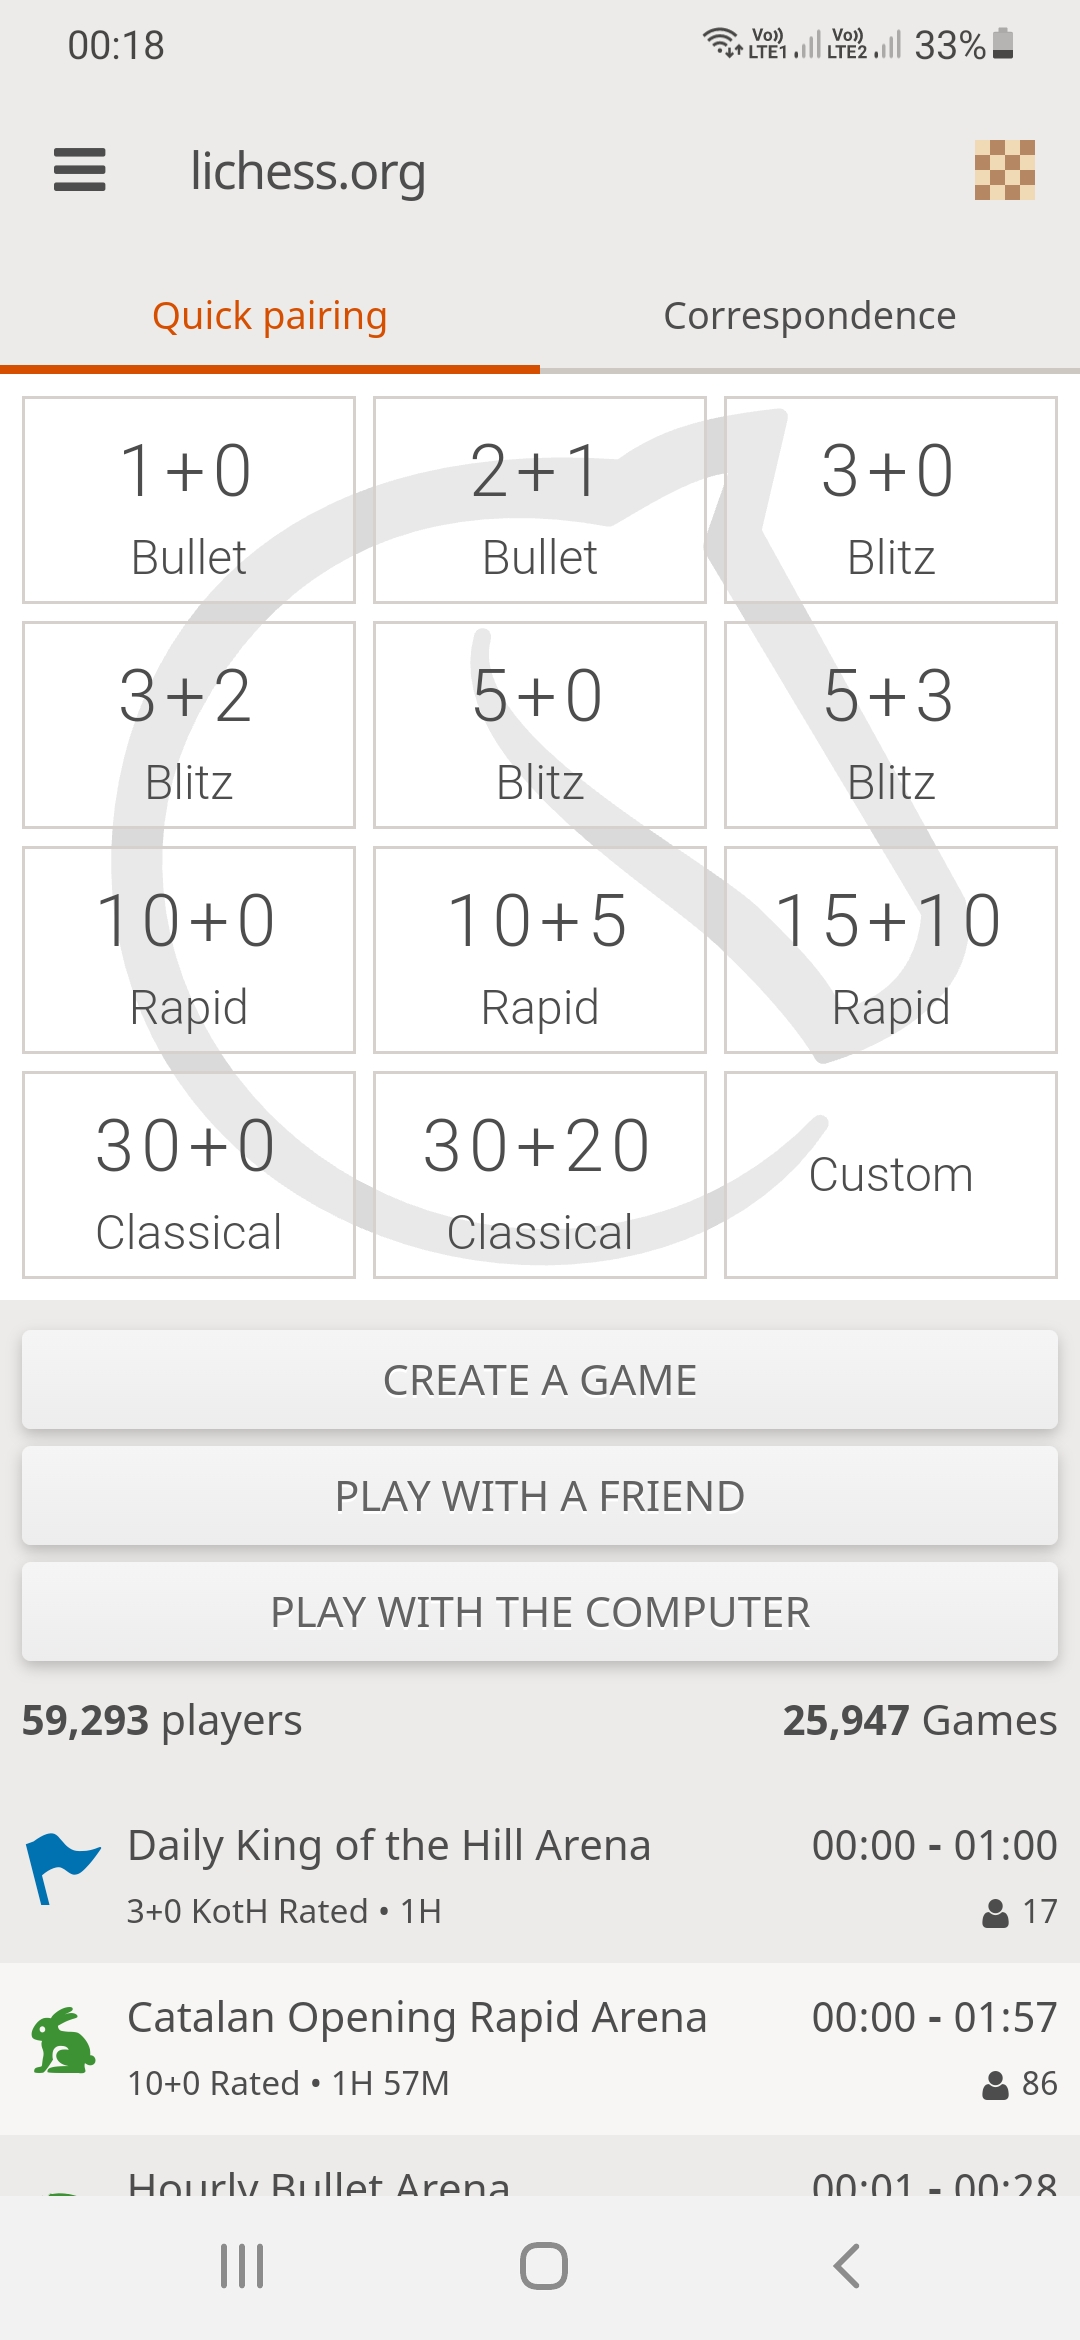 00:18
Vo)) LTE1 Vo)) LTE2 33%
lichess.org
Quick pairing Correspondence
1+0 2+1 3+0
Bullet Bullet Blitz
3+2 5+0 5+3
Blitz Blitz Blitz
10+0 10+5 15+10
Rapid Rapid Rapid
30+0 30+20
Classical Classical Custom
CREATE A GAME
PLAY WITH A FRIEND
PLAY WITH THE COMPUTER
59,293 players 25,947 Games
Daily King of the Hill Arena 00:00 - 01:00
3+0 KotH Rated • 1H 17
Catalan Opening Rapid Arena 00:00 - 01:57
10+0 Rated • 1H 57M 86
Hourly Bullet Arena 00:01 - 00:28